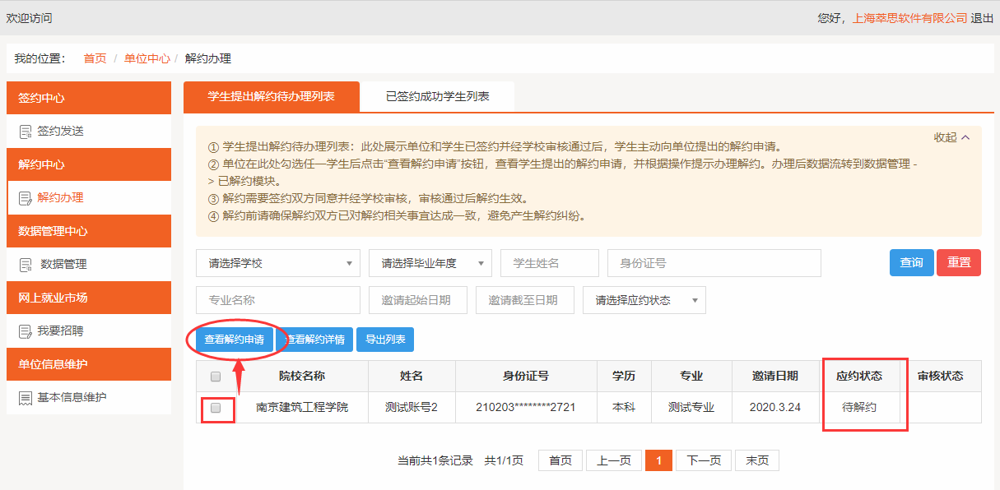 欢迎访问
您好，上海萃思软件有限公司 退出
我的位置： 首页 / 单位中心 / 解约办理
签约中心
签约发送
解约中心
解约办理
数据管理中心
数据管理
网上就业市场
我要招聘
单位信息维护
基本信息维护
学生提出解约待办理列表 已签约成功学生列表
收起
① 学生提出解约待办理列表：此处展示单位和学生已签约并经学校审核通过后，学生主动向单位提出的解约申请。
② 单位在此处勾选任一学生后点击“查看解约申请”按钮，查看学生提出的解约申请，并根据操作提示办理解约。办理后数据流转到数据管理 -
> 已解约模块。
③ 解约需要签约双方同意并经学校审核，审核通过后解约生效。
④ 解约前请确保解约双方已对解约相关事宜达成一致，避免产生解约纠纷。
请选择学校 请选择毕业年度 学生姓名 身份证号 查询 重置
专业名称 邀请起始日期 邀请截至日期 请选择应约状态
查看解约申请 查看解约详情 导出列表
院校名称 姓名 身份证号 学历 专业 邀请日期 应约状态 审核状态
南京建筑工程学院 测试账号2 210203********2721 本科 测试专业 2020.3.24 待解约
当前共1条记录 共1/1页 首页 上一页 1 下一页 末页